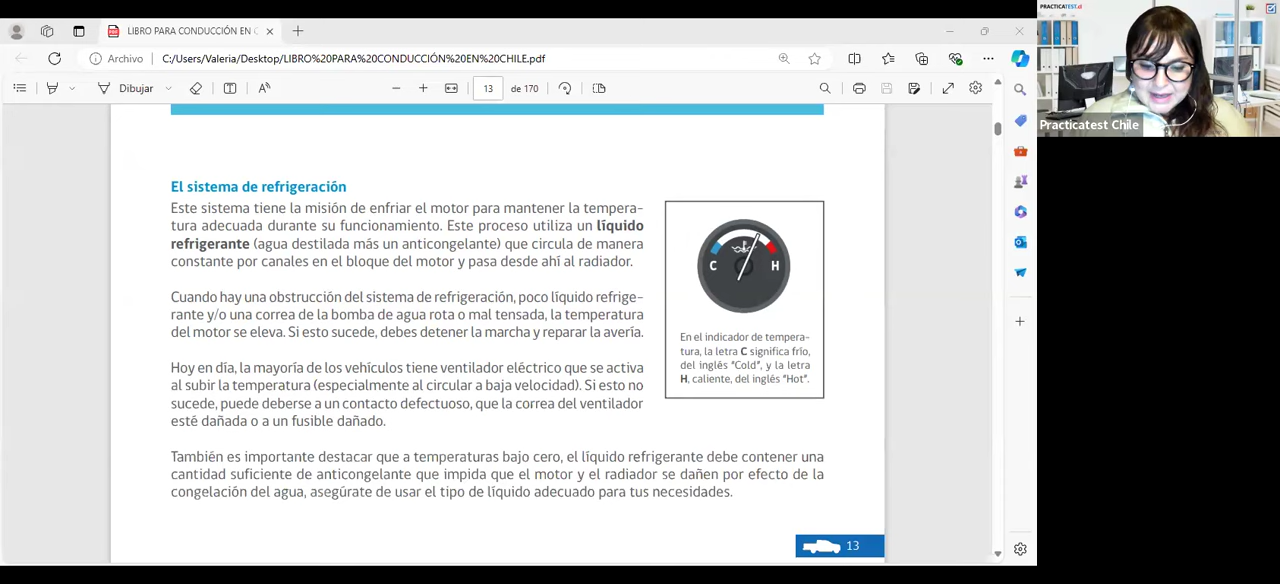 LIBRO PARA CONDUCCIÓN EN C
Archivo
C:/Users/Valeria/Desktop/LIBRO%20PARA%20CONDUCCIÓN%20EN%20CHILE.pdf
Dibujar
13
de 170
PRACTICATEST.cl
Practicatest Chile
El sistema de refrigeración
Este sistema tiene la misión de enfriar el motor para mantener la tempera-
tura adecuada durante su funcionamiento. Este proceso utiliza un líquido
refrigerante (agua destilada más un anticongelante) que circula de manera
constante por canales en el bloque del motor y pasa desde ahí al radiador.
Cuando hay una obstrucción del sistema de refrigeración, poco líquido refrige-
rante y/o una correa de la bomba de agua rota o mal tensada, la temperatura
del motor se eleva. Si esto sucede, debes detener la marcha y reparar la avería.
Hoy en día, la mayoría de los vehículos tiene ventilador eléctrico que se activa
al subir la temperatura (especialmente al circular a baja velocidad). Si esto no
sucede, puede deberse a un contacto defectuoso, que la correa del ventilador
esté dañada o a un fusible dañado.
C
H
En el indicador de tempera-
tura, la letra C significa frío,
del inglés "Cold", y la letra
H, caliente, del inglés "Hot".
También es importante destacar que a temperaturas bajo cero, el líquido refrigerante debe contener una
cantidad suficiente de anticongelante que impida que el motor y el radiador se dañen por efecto de la
congelación del agua, asegúrate de usar el tipo de líquido adecuado para tus necesidades.
13